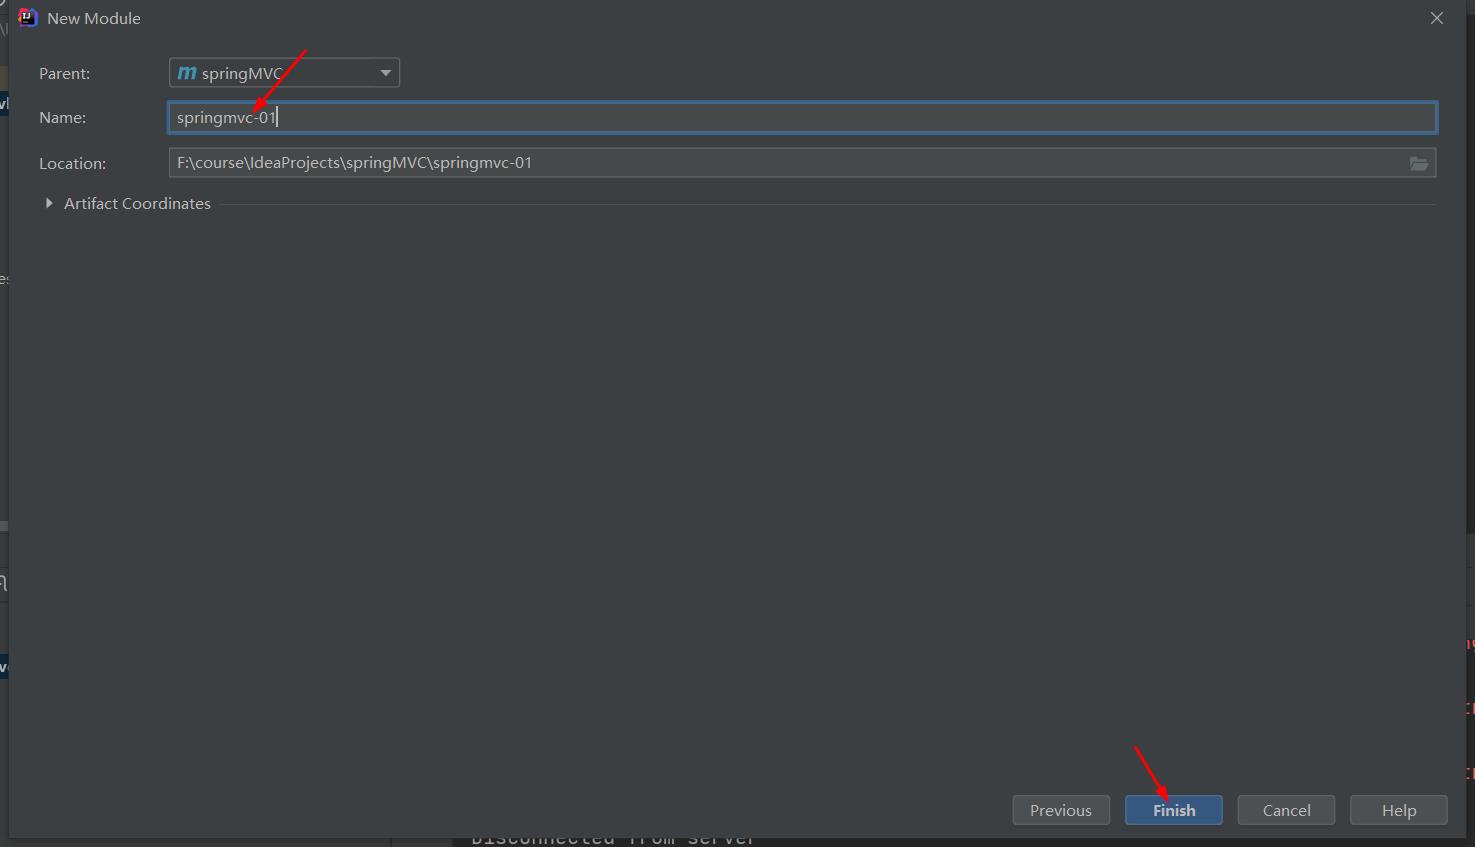 New Module
Parent:
m springMVC
Name:
springmvc-01
Location:
F:\course\IdeaProjects\springMVC\springmvc-01
Artifact Coordinates
Previous
Finish
Cancel
Help
Disconnected from server